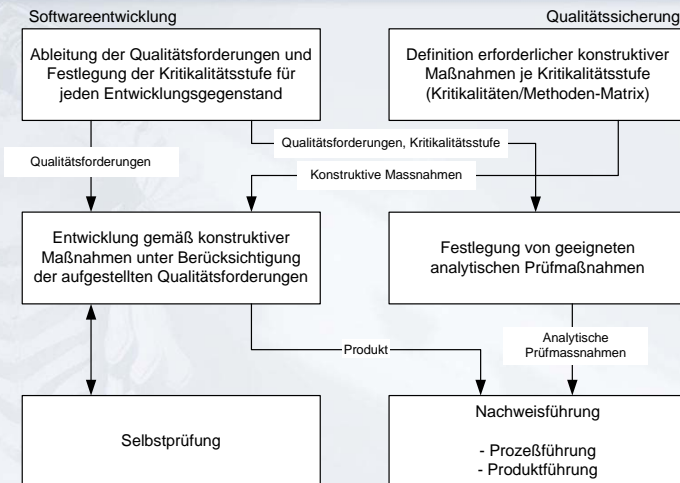 Softwareentwicklung
Qualitätssicherung
Ableitung der Qualitätsforderungen und
Festlegung der Kritikalitätsstufe für
jeden Entwicklungsgegenstand
Definition erforderlicher konstruktiver
Maßnahmen je Kritikalitätsstufe
(Kritikalitäten/Methoden-Matrix)
Qualitätsforderungen
Qualitätsforderungen, Kritikalitätsstufe
Konstruktive Massnahmen
Entwicklung gemäß konstruktiver
Maßnahmen unter Berücksichtigung
der aufgestellten Qualitätsforderungen
Festlegung von geeigneten
analytischen Prüfmaßnahmen
Produkt
Analytische
Prüfmassnahmen
Selbstprüfung
Nachweisführung
- Prozeßführung
- Produktführung